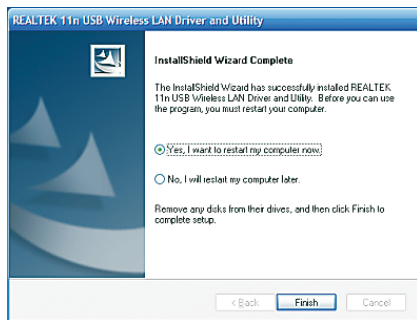 REALTEK 11n USB Wireless LAN Driver and Utility
InstallShield Wizard Complete
The InstallShield Wizard has successfully installed REALTEK
11n USB Wireless LAN Driver and Utility. Before you can use
the program, you must restart your computer.
Yes, I want to restart my computer now.
No, I will restart my computer later.
Remove any disks from their drives, and then click Finish to
complete setup.
< Back
Finish
Cancel